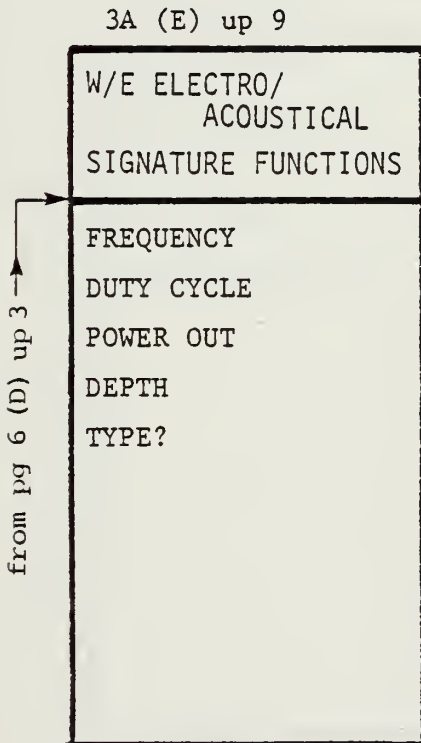 3A (E) up 9
W/E ELECTRO/
ACOUSTICAL
SIGNATURE FUNCTIONS
FREQUENCY
DUTY CYCLE
POWER OUT
DEPTH
TYPE?
from pg 6 (D) up 3